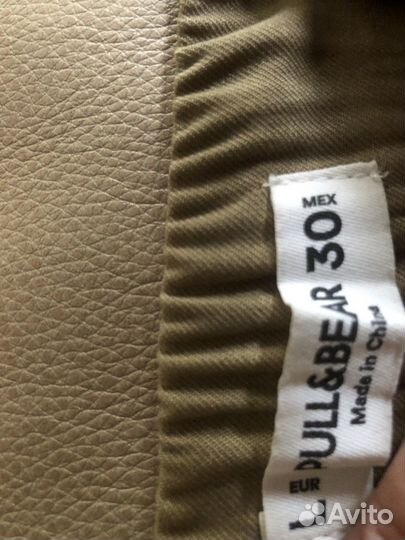 PULL&BEAR
Made in China
EUR L
MEX 30
Avito